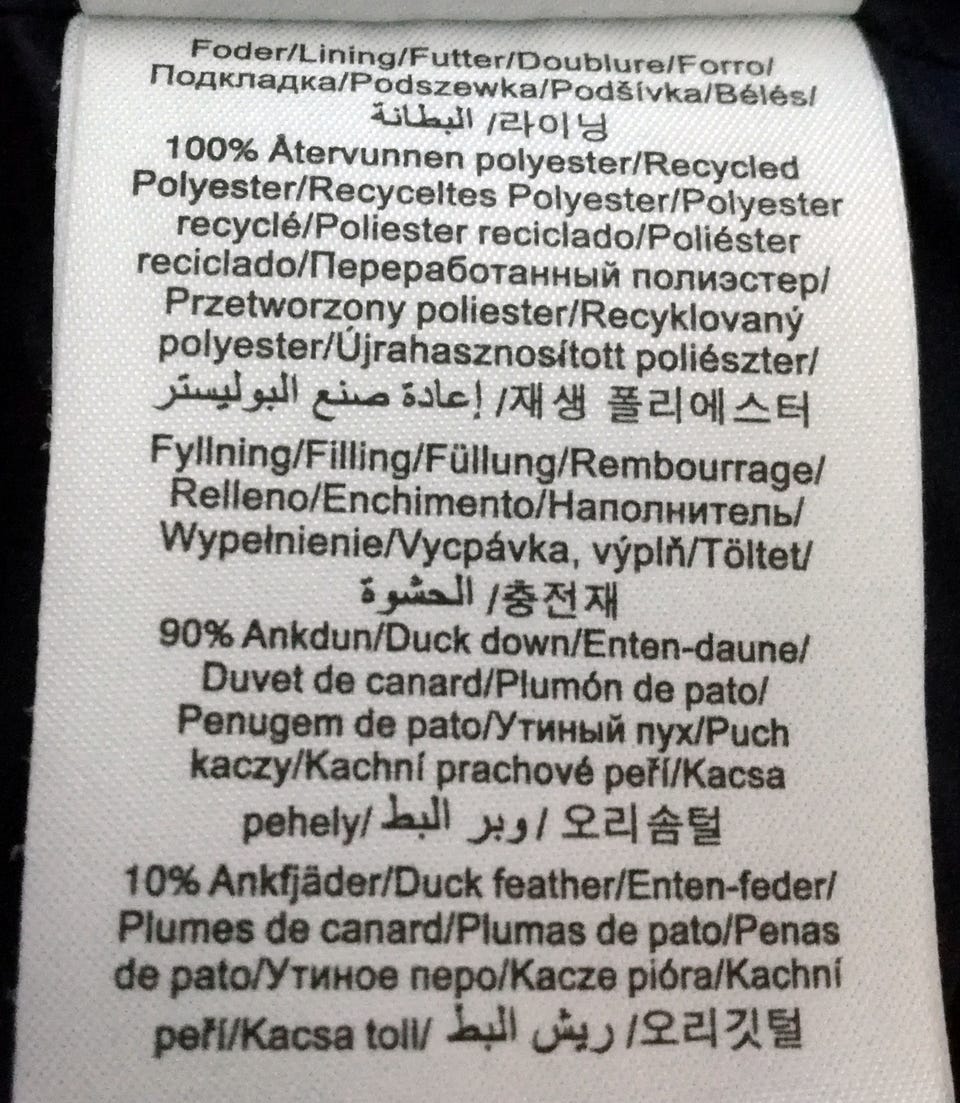 Foder/Lining/Futter/Doublure/Forro/
Подкладка/Podszewka/Podšívka/Bélés/
البطانة /라이닝
100% Återvunnen polyester/Recycled
Polyester/Recyceltes Polyester/Polyester
recyclé/Poliester reciclado/Poliéster
reciclado/Переработанный полиэстер/
Przetworzony poliester/Recyklovaný
polyester/Újrahasznosított poliészter/
إعادة صنع البوليستر /재생 폴리에스터
Fyllning/Filling/Füllung/Rembourrage/
Relleno/Enchimento/Наполнитель/
Wypełnienie/Vycpávka, výplň/Töltet/
الحشوة /충전재
90% Ankdun/Duck down/Enten-daune/
Duvet de canard/Plumón de pato/
Penugem de pato/Утиный пух/Puch
kaczy/Kachní prachové peří/Kacsa
pehely/ وبر البط / 오리솜털
10% Ankfjäder/Duck feather/Enten-feder/
Plumes de canard/Plumas de pato/Penas
de pato/Утиное перо/Kacze pióra/Kachní
peří/Kacsa toll/ ريش البط /오리깃털